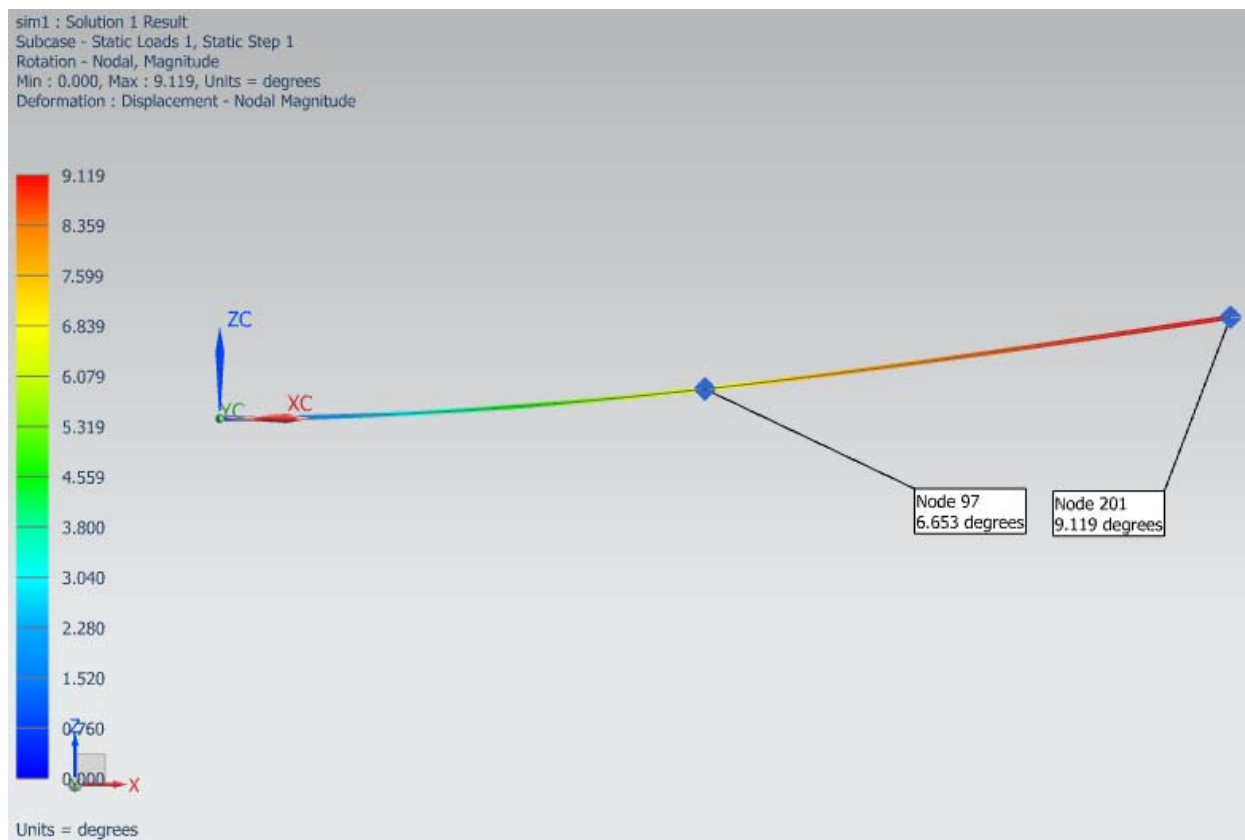 sim1 : Solution 1 Result
Subcase - Static Loads 1, Static Step 1
Rotation - Nodal, Magnitude
Min : 0.000, Max : 9.119, Units = degrees
Deformation : Displacement - Nodal Magnitude
9.119
8.359
7.599
6.839
6.079
5.319
4.559
3.800
3.040
2.280
1.520
0.760
0.000
ZC
YC
XC
Node 97
6.653 degrees
Node 201
9.119 degrees
Z
X
Units = degrees